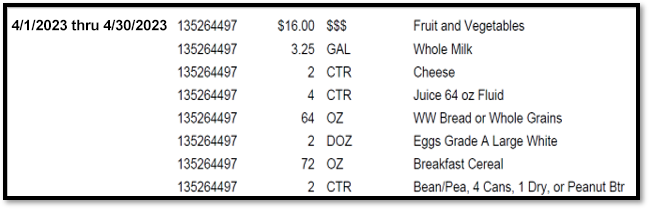 4/1/2023 thru 4/30/2023 135264497 $16.00 $$$ Fruit and Vegetables
135264497 3.25 GAL Whole Milk
135264497 2 CTR Cheese
135264497 4 CTR Juice 64 oz Fluid
135264497 64 OZ WW Bread or Whole Grains
135264497 2 DOZ Eggs Grade A Large White
135264497 72 OZ Breakfast Cereal
135264497 2 CTR Bean/Pea, 4 Cans, 1 Dry, or Peanut Btr